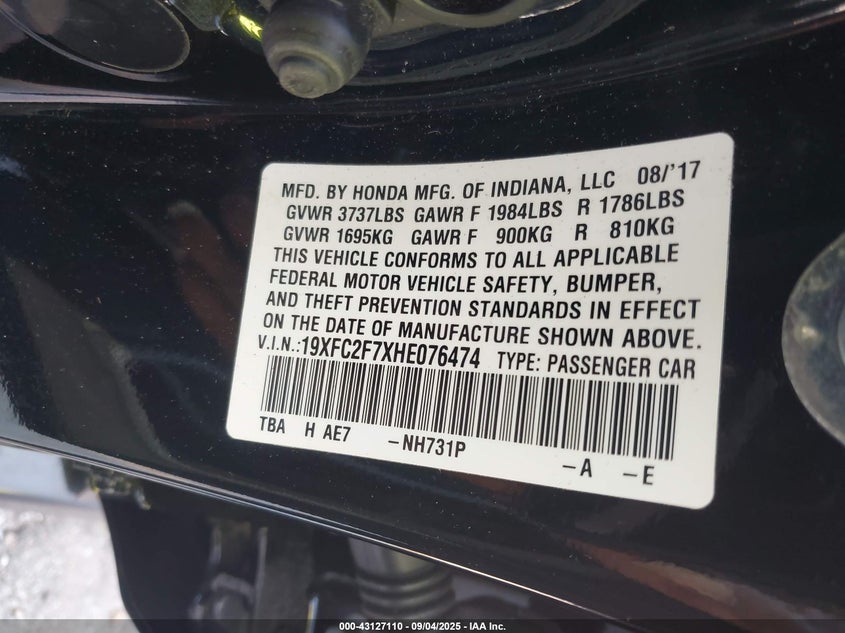 MFD. BY HONDA MFG. OF INDIANA, LLC 08/'17
GVWR 3737LBS GAWR F 1984LBS R 1786LBS
GVWR 1695KG GAWR F 900KG R 810KG
THIS VEHICLE CONFORMS TO ALL APPLICABLE
FEDERAL MOTOR VEHICLE SAFETY, BUMPER,
AND THEFT PREVENTION STANDARDS IN EFFECT
ON THE DATE OF MANUFACTURE SHOWN ABOVE.
V.I.N.:19XFC2F7XHE076474 TYPE: PASSENGER CAR
TBA H AE7 -NH731P -A -E
000-43127110 | 09/04/2025 - IAA Inc.